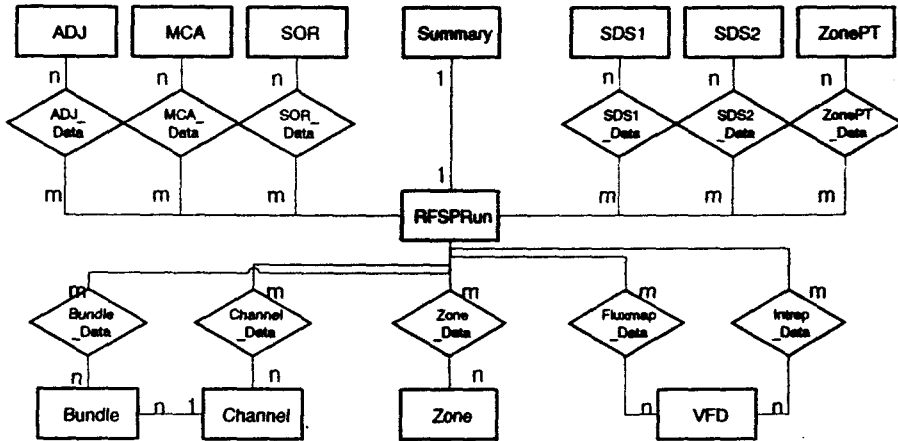 ADJ MCA SOR Summary SDS1 SDS2 ZonePT
n n n 1 n n n
ADJ_ MCA_ SOR_ SDS1 SDS2 ZonePT
Data Data Data _Data _Data _Data
m m m 1 m m m
RFSPRun
m m m m m
Bundle Channel Zone Fluxmap Intrep
_Data _Data _Data _Data _Data
n n n n n
Bundle n 1 Channel Zone VFD